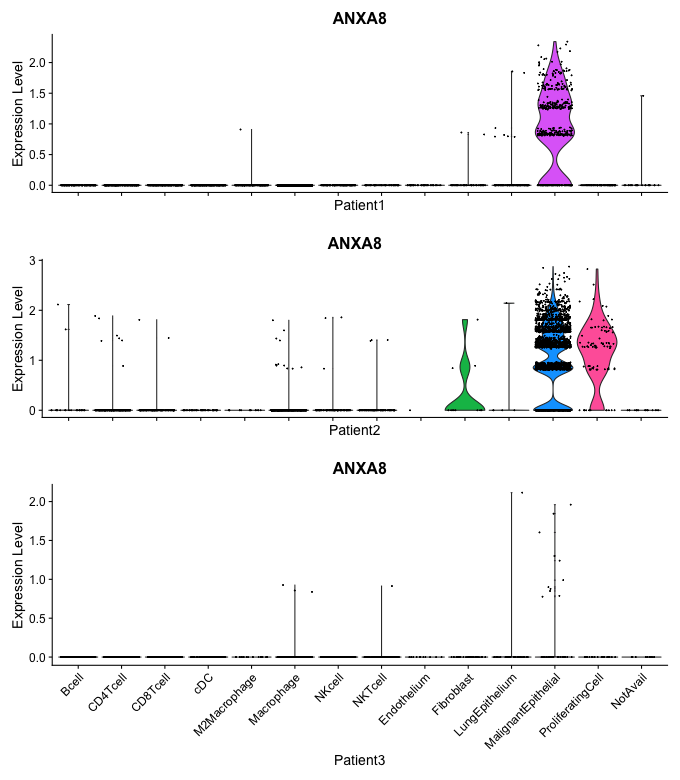 ANXA8
Expression Level
2.0
1.5
1.0
0.5
0.0
Patient1
ANXA8
Expression Level
3
2
1
0
Patient2
ANXA8
Expression Level
2.0
1.5
1.0
0.5
0.0
Bcell
CD4Tcell
CD8Tcell
cDC
M2Macrophage
Macrophage
NKcell
NKTcell
Endothelium
Fibroblast
LungEpithelium
MalignantEpithelial
ProliferatingCell
NotAvail
Patient3